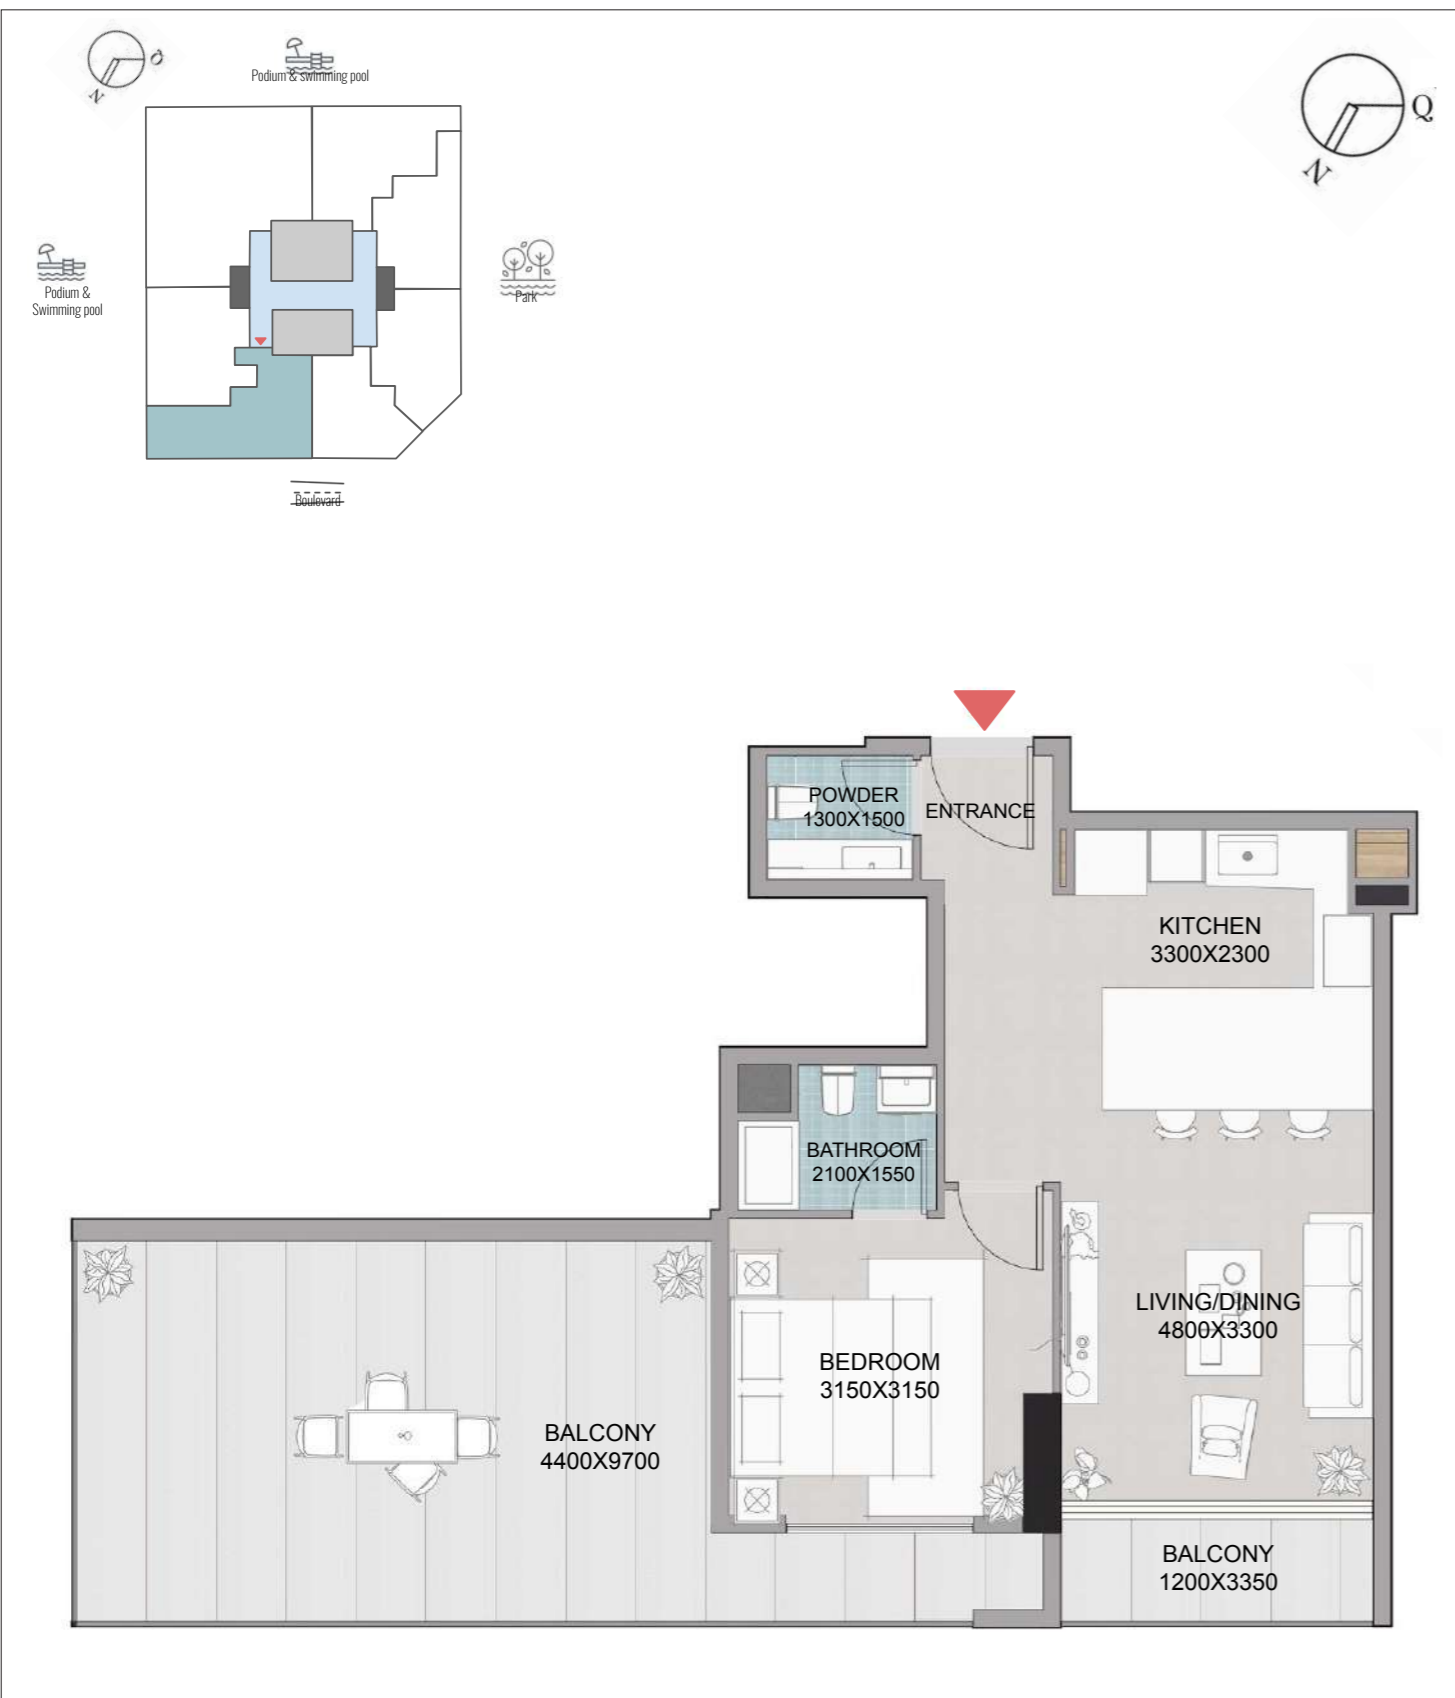 Podium & swimming pool
N
Q
Podium &
Swimming pool
Park
Boulevard
Q
N
POWDER
1300X1500
ENTRANCE
KITCHEN
3300X2300
BATHROOM
2100X1550
LIVING/DINING
4800X3300
BEDROOM
3150X3150
BALCONY
4400X9700
BALCONY
1200X3350